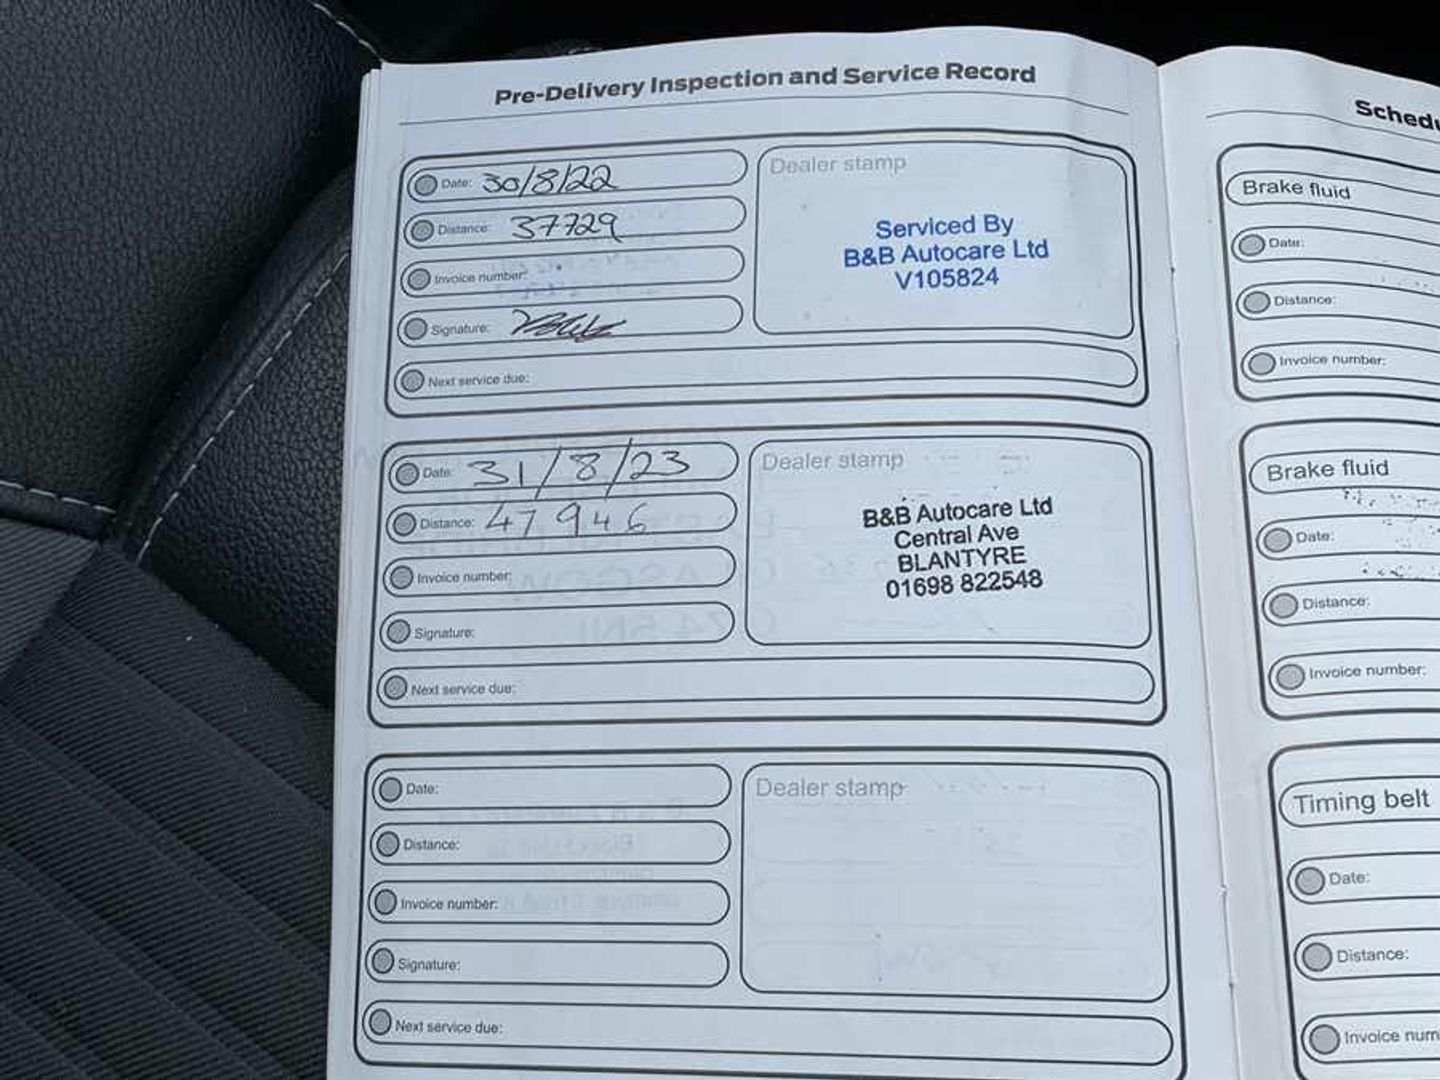 Pre-Delivery Inspection and Service Record
Date: 30/8/22
Distance: 37729
Invoice number:
Signature:
Next service due:
Dealer stamp
Serviced By
B&B Autocare Ltd
V105824
Date: 31/8/23
Distance: 47946
Invoice number:
Signature:
Next service due:
Dealer stamp
B&B Autocare Ltd
Central Ave
BLANTYRE
01698 822548
Date:
Distance:
Invoice number:
Signature:
Next service due:
Dealer stamp
Schedu
Brake fluid
Date:
Distance:
Invoice number:
Brake fluid
Date:
Distance:
Invoice number:
Timing belt
Date:
Distance:
Invoice num